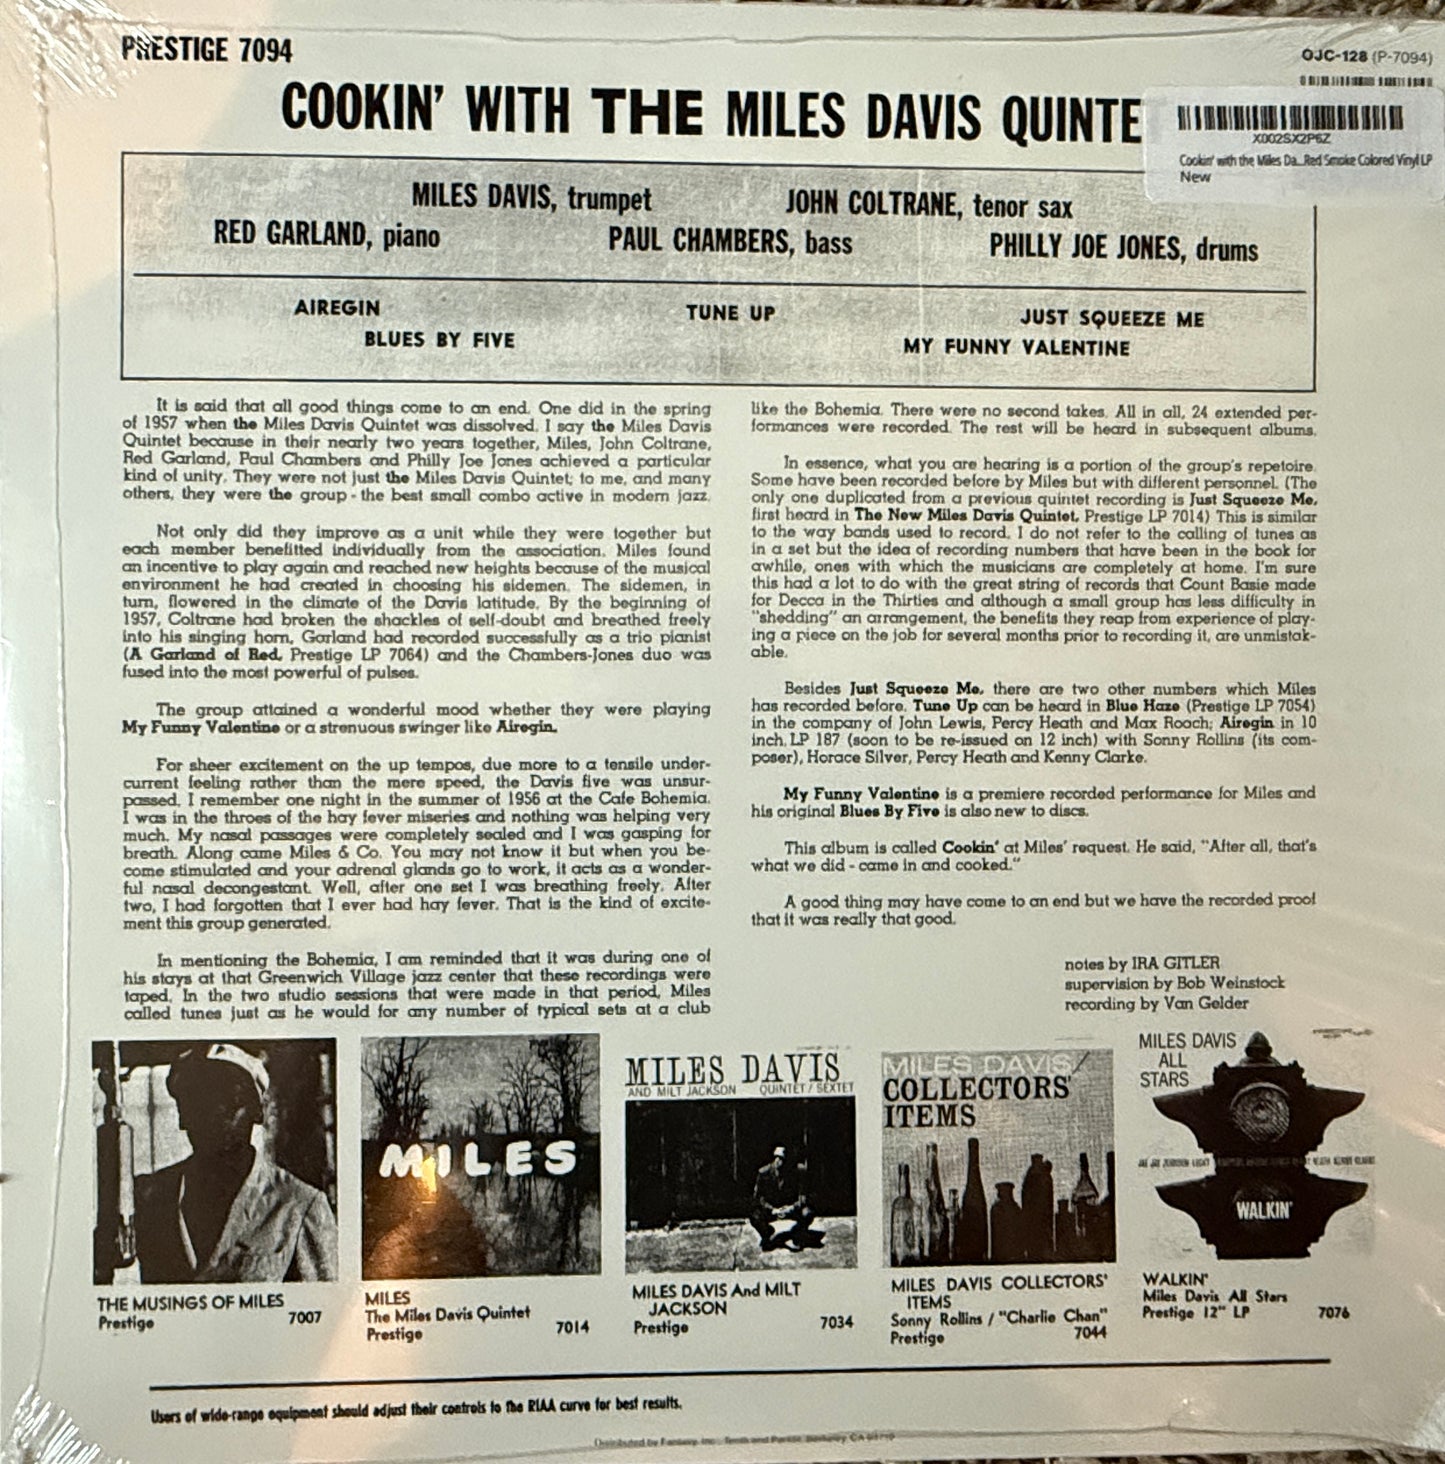 PRESTIGE 7094
OJC-128 (P-7094)
COOKIN' WITH THE MILES DAVIS QUINTE
X002SX2P6Z
Cookin' with the Miles Da...Red Smoke Colored Vinyl LP
New
MILES DAVIS, trumpet JOHN COLTRANE, tenor sax
RED GARLAND, piano PAUL CHAMBERS, bass PHILLY JOE JONES, drums
AIREGIN TUNE UP JUST SQUEEZE ME
BLUES BY FIVE MY FUNNY VALENTINE
It is said that all good things come to an end. One did in the spring
of 1957 when the Miles Davis Quintet was dissolved. I say the Miles Davis
Quintet because in their nearly two years together, Miles, John Coltrane,
Red Garland, Paul Chambers and Philly Joe Jones achieved a particular
kind of unity. They were not just the Miles Davis Quintet; to me, and many
others, they were the group - the best small combo active in modern jazz.
Not only did they improve as a unit while they were together but
each member benefitted individually from the association. Miles found
an incentive to play again and reached new heights because of the musical
environment he had created in choosing his sidemen. The sidemen, in
turn, flowered in the climate of the Davis latitude. By the beginning of
1957, Coltrane had broken the shackles of self-doubt and breathed freely
into his singing horn, Garland had recorded successfully as a trio pianist
(A Garland of Red, Prestige LP 7064) and the Chambers-Jones duo was
fused into the most powerful of pulses.
The group attained a wonderful mood whether they were playing
My Funny Valentine or a strenuous swinger like Airegin.
For sheer excitement on the up tempos, due more to a tensile under-
current feeling rather than the mere speed, the Davis five was unsur-
passed. I remember one night in the summer of 1956 at the Cafe Bohemia.
I was in the throes of the hay fever miseries and nothing was helping very
much. My nasal passages were completely sealed and I was gasping for
breath. Along came Miles & Co. You may not know it but when you be-
come stimulated and your adrenal glands go to work, it acts as a wonder-
ful nasal decongestant. Well, after one set I was breathing freely. After
two, I had forgotten that I ever had hay fever. That is the kind of excite-
ment this group generated.
In mentioning the Bohemia, I am reminded that it was during one of
his stays at that Greenwich Village jazz center that these recordings were
taped. In the two studio sessions that were made in that period, Miles
called tunes just as he would for any number of typical sets at a club
like the Bohemia. There were no second takes. All in all, 24 extended per-
formances were recorded. The rest will be heard in subsequent albums.
In essence, what you are hearing is a portion of the group's repetoire.
Some have been recorded before by Miles but with different personnel. (The
only one duplicated from a previous quintet recording is Just Squeeze Me,
first heard in The New Miles Davis Quintet, Prestige LP 7014) This is similar
to the way bands used to record. I do not refer to the calling of tunes as
in a set but the idea of recording numbers that have been in the book for
awhile, ones with which the musicians are completely at home. I'm sure
this had a lot to do with the great string of records that Count Basie made
for Decca in the Thirties and although a small group has less difficulty in
"shedding" an arrangement, the benefits they reap from experience of play-
ing a piece on the job for several months prior to recording it, are unmistak-
able.
Besides Just Squeeze Me, there are two other numbers which Miles
has recorded before. Tune Up can be heard in Blue Haze (Prestige LP 7054)
in the company of John Lewis, Percy Heath and Max Roach; Airegin in 10
inch LP 187 (soon to be re-issued on 12 inch) with Sonny Rollins (its com-
poser), Horace Silver, Percy Heath and Kenny Clarke.
My Funny Valentine is a premiere recorded performance for Miles and
his original Blues By Five is also new to discs.
This album is called Cookin' at Miles' request. He said, "After all, that's
what we did - came in and cooked."
A good thing may have come to an end but we have the recorded proof
that it was really that good.
notes by IRA GITLER
supervision by Bob Weinstock
recording by Van Gelder
MILES
MILES DAVIS
AND MILT JACKSON QUINTET / SEXTET
MILES DAVIS
COLLECTORS'
ITEMS
MILES DAVIS
ALL
STARS
WALKIN'
THE MUSINGS OF MILES
Prestige 7007
MILES
The Miles Davis Quintet
Prestige 7014
MILES DAVIS And MILT
JACKSON
Prestige 7034
MILES DAVIS COLLECTORS'
ITEMS
Sonny Rollins / "Charlie Chan"
Prestige 7044
WALKIN'
Miles Davis All Stars
Prestige 12" LP 7076
Users of wide-range equipment should adjust their controls to the RIAA curve for best results.
Distributed by Fantasy, Inc., Tenth and Parker, Berkeley, CA